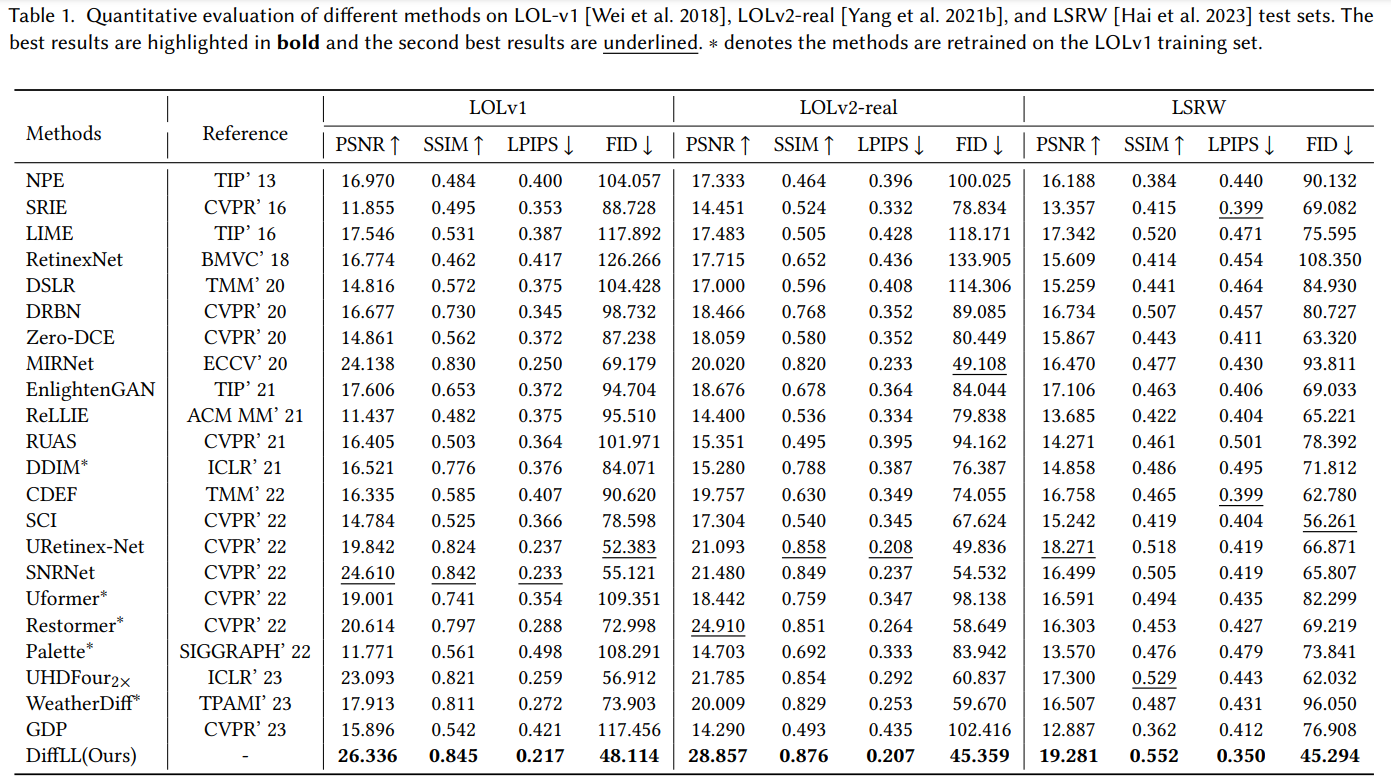 Table 1. Quantitative evaluation of different methods on LOL-v1 [Wei et al. 2018], LOLv2-real [Yang et al. 2021b], and LSRW [Hai et al. 2023] test sets. The
best results are highlighted in bold and the second best results are underlined. * denotes the methods are retrained on the LOLv1 training set.
Methods Reference LOLv1 LOLv2-real LSRW
PSNR ↑ SSIM ↑ LPIPS ↓ FID ↓ PSNR ↑ SSIM ↑ LPIPS ↓ FID ↓ PSNR ↑ SSIM ↑ LPIPS ↓ FID ↓
NPE TIP' 13 16.970 0.484 0.400 104.057 17.333 0.464 0.396 100.025 16.188 0.384 0.440 90.132
SRIE CVPR' 16 11.855 0.495 0.353 88.728 14.451 0.524 0.332 78.834 13.357 0.415 0.399 69.082
LIME TIP' 16 17.546 0.531 0.387 117.892 17.483 0.505 0.428 118.171 17.342 0.520 0.471 75.595
RetinexNet BMVC' 18 16.774 0.462 0.417 126.266 17.715 0.652 0.436 133.905 15.609 0.414 0.454 108.350
DSLR TMM' 20 14.816 0.572 0.375 104.428 17.000 0.596 0.408 114.306 15.259 0.441 0.464 84.930
DRBN CVPR' 20 16.677 0.730 0.345 98.732 18.466 0.768 0.352 89.085 16.734 0.507 0.457 80.727
Zero-DCE CVPR' 20 14.861 0.562 0.372 87.238 18.059 0.580 0.352 80.449 15.867 0.443 0.411 63.320
MIRNet ECCV' 20 24.138 0.830 0.250 69.179 20.020 0.820 0.233 49.108 16.470 0.477 0.430 93.811
EnlightenGAN TIP' 21 17.606 0.653 0.372 94.704 18.676 0.678 0.364 84.044 17.106 0.463 0.406 69.033
ReLLIE ACM MM' 21 11.437 0.482 0.375 95.510 14.400 0.536 0.334 79.838 13.685 0.422 0.404 65.221
RUAS CVPR' 21 16.405 0.503 0.364 101.971 15.351 0.495 0.395 94.162 14.271 0.461 0.501 78.392
DDIM* ICLR' 21 16.521 0.776 0.376 84.071 15.280 0.788 0.387 76.387 14.858 0.486 0.495 71.812
CDEF TMM' 22 16.335 0.585 0.407 90.620 19.757 0.630 0.349 74.055 16.758 0.465 0.399 62.780
SCI CVPR' 22 14.784 0.525 0.366 78.598 17.304 0.540 0.345 67.624 15.242 0.419 0.404 56.261
URetinex-Net CVPR' 22 19.842 0.824 0.237 52.383 21.093 0.858 0.208 49.836 18.271 0.518 0.419 66.871
SNRNet CVPR' 22 24.610 0.842 0.233 55.121 21.480 0.849 0.237 54.532 16.499 0.505 0.419 65.807
Uformer* CVPR' 22 19.001 0.741 0.354 109.351 18.442 0.759 0.347 98.138 16.591 0.494 0.435 82.299
Restormer* CVPR' 22 20.614 0.797 0.288 72.998 24.910 0.851 0.264 58.649 16.303 0.453 0.427 69.219
Palette* SIGGRAPH' 22 11.771 0.561 0.498 108.291 14.703 0.692 0.333 83.942 13.570 0.476 0.479 73.841
UHDFour2× ICLR' 23 23.093 0.821 0.259 56.912 21.785 0.854 0.292 60.837 17.300 0.529 0.443 62.032
WeatherDiff* TPAMI' 23 17.913 0.811 0.272 73.903 20.009 0.829 0.253 59.670 16.507 0.487 0.431 96.050
GDP CVPR' 23 15.896 0.542 0.421 117.456 14.290 0.493 0.435 102.416 12.887 0.362 0.412 76.908
DiffLL(Ours) - 26.336 0.845 0.217 48.114 28.857 0.876 0.207 45.359 19.281 0.552 0.350 45.294